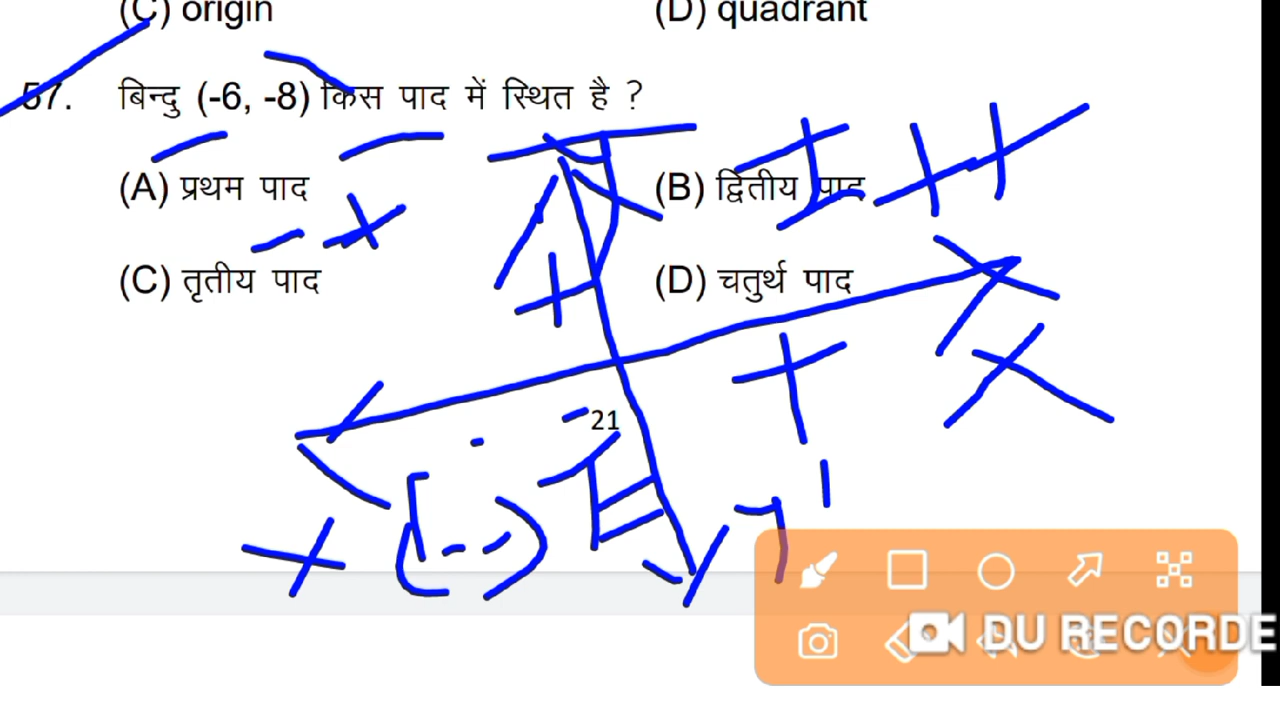 (C) origin (D) quadrant
57. बिन्दु (-6, -8) किस पाद में स्थित है ?
(A) प्रथम पाद (B) द्वितीय पाद
(C) तृतीय पाद (D) चतुर्थ पाद
21
DU RECORDE